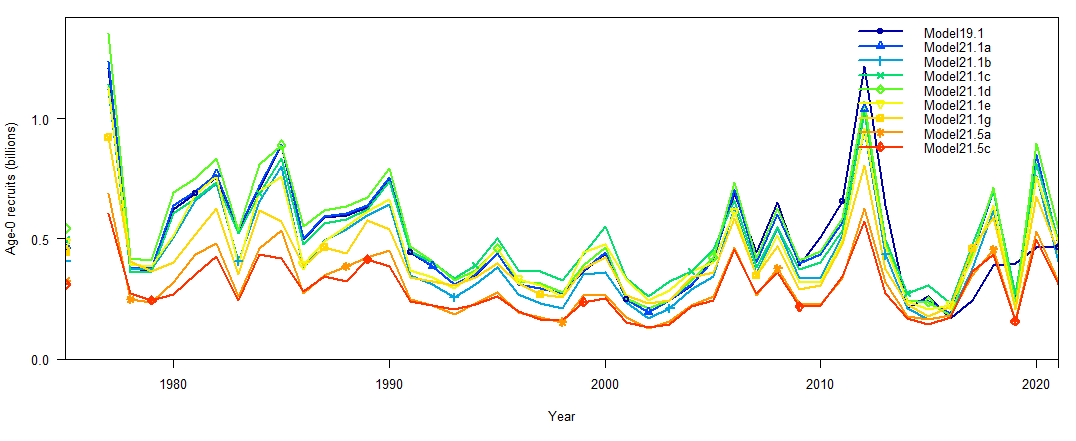 Model19.1
Model21.1a
Model21.1b
Model21.1c
Model21.1d
Model21.1e
Model21.1g
Model21.5a
Model21.5c
Age-0 recruits (billions)
1.0
0.5
0.0
1980 1990 2000 2010 2020
Year